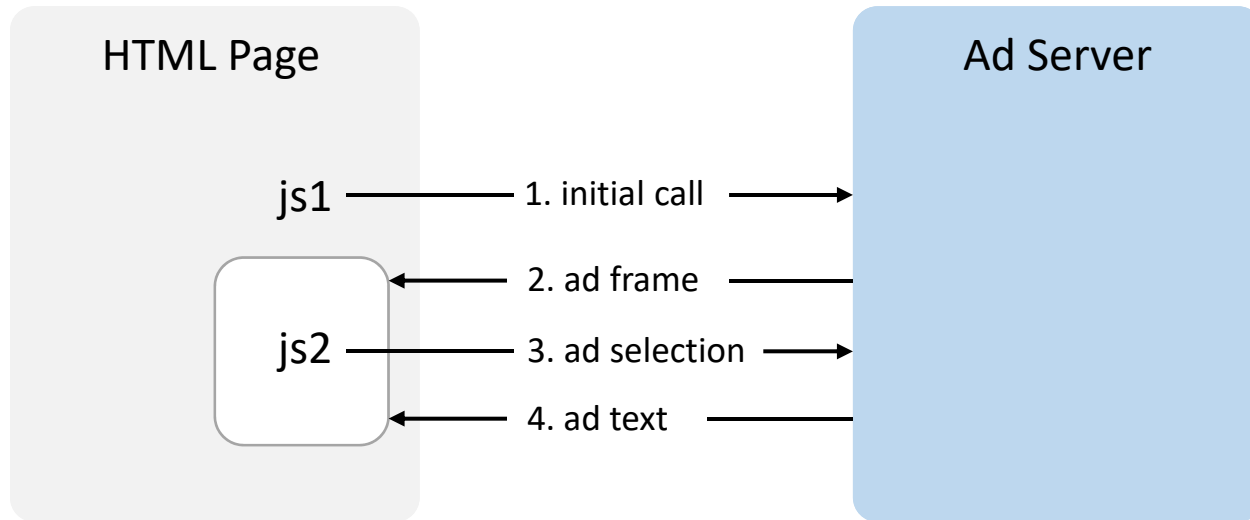 HTML Page
Ad Server
js1
1. initial call
2. ad frame
js2
3. ad selection
4. ad text